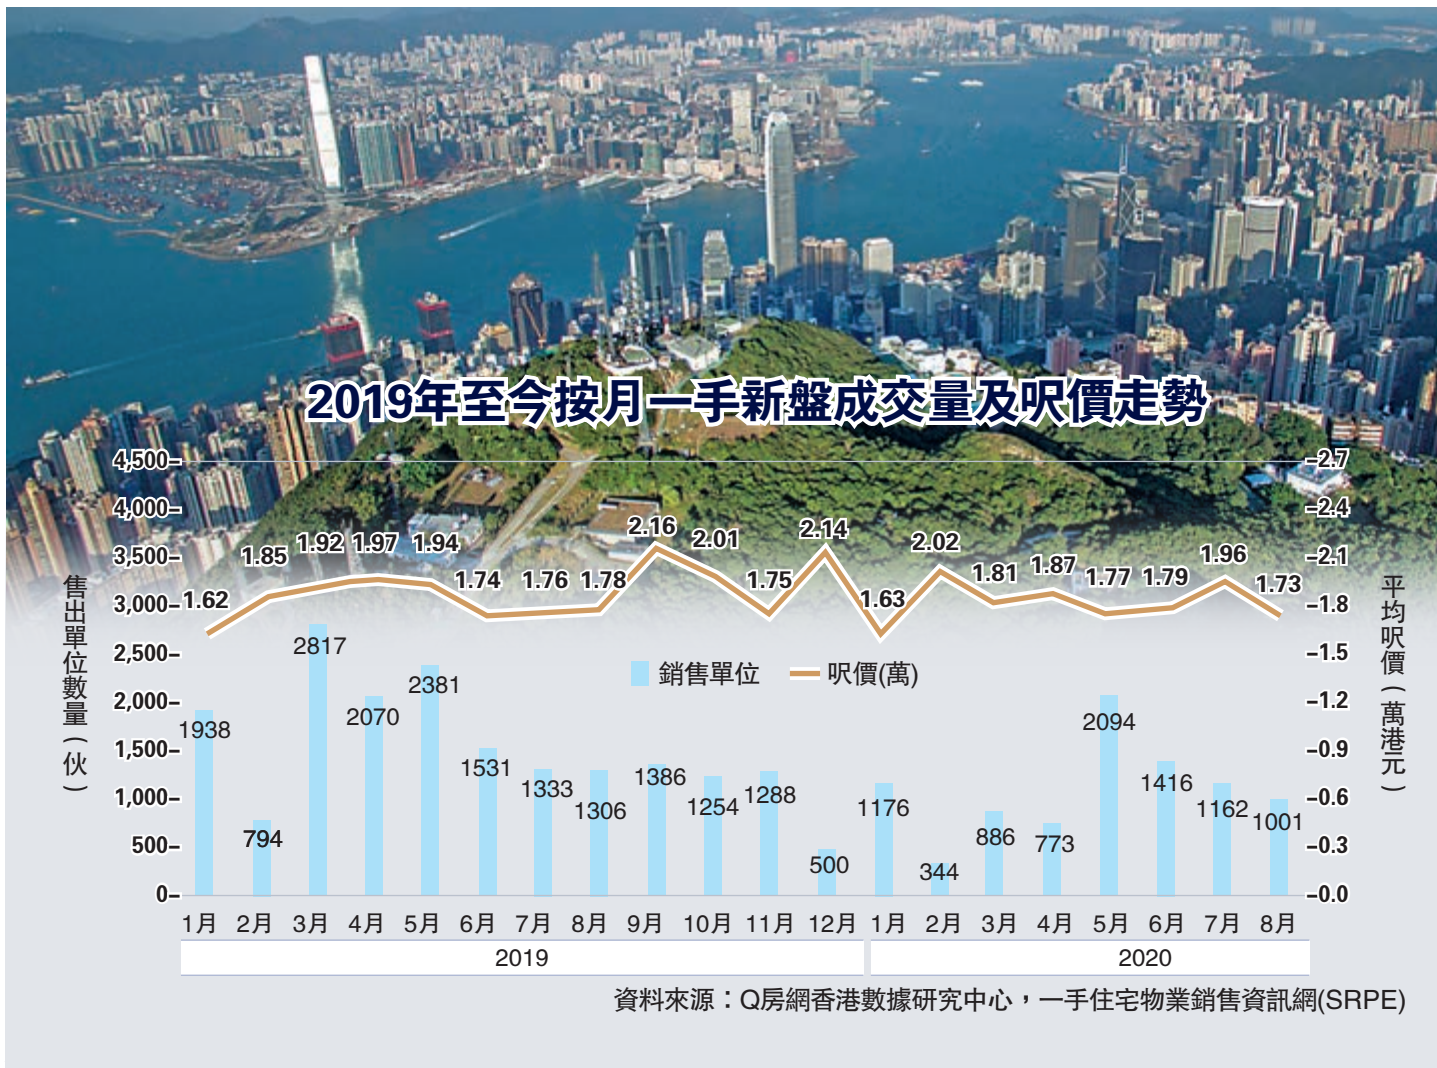 2019年至今按月一手新盤成交量及呎價走勢
4,500
4,000
3,500
3,000
2,500
2,000
1,500
1,000
500
0
售出單位數量(伙)
2.7
2.4
2.1
1.8
1.5
1.2
0.9
0.6
0.3
0.0
平均呎價(萬港元)
1.62 1.85 1.92 1.97 1.94 1.74 1.76 1.78 2.16 2.01 1.75 2.14 1.63 2.02 1.81 1.87 1.77 1.79 1.96 1.73
銷售單位 呎價(萬)
1938 794 2817 2070 2381 1531 1333 1306 1386 1254 1288 500 1176 344 886 773 2094 1416 1162 1001
1月 2月 3月 4月 5月 6月 7月 8月 9月 10月 11月 12月 1月 2月 3月 4月 5月 6月 7月 8月
2019 2020
資料來源：Q房網香港數據研究中心，一手住宅物業銷售資訊網(SRPE)